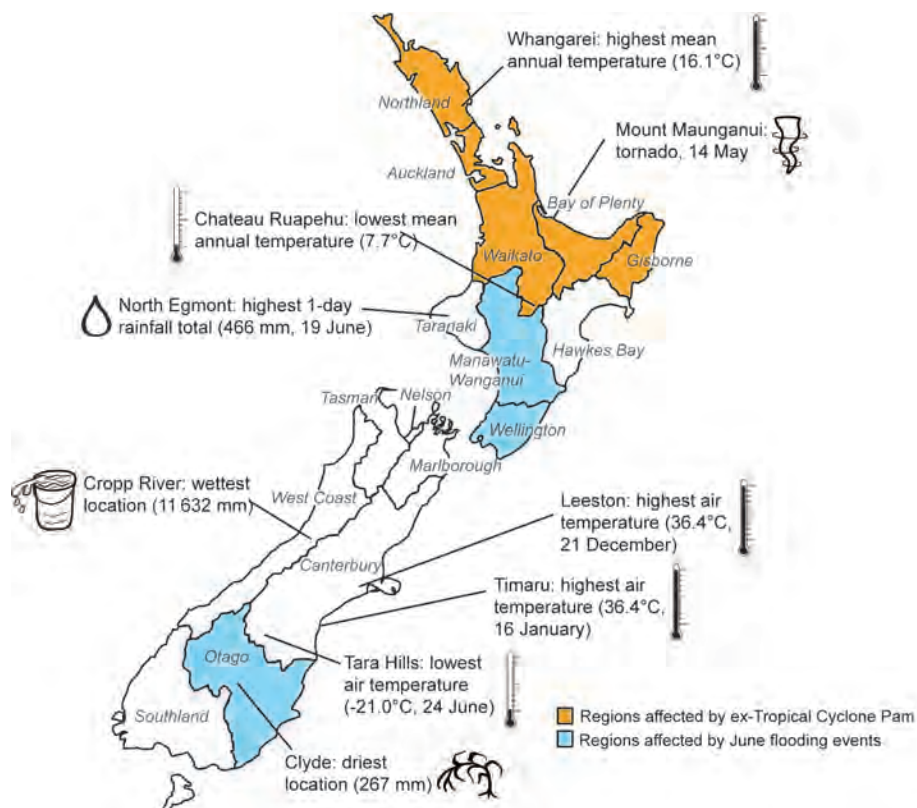 Whangarei: highest mean
annual temperature (16.1°C)
Northland
Mount Maunganui:
tornado, 14 May
Auckland
Bay of Plenty
Chateau Ruapehu: lowest mean
annual temperature (7.7°C)
Waikato
Gisborne
North Egmont: highest 1-day
rainfall total (466 mm, 19 June)
Taranaki
Hawkes Bay
Manawatu-
Wanganui
Tasman
Nelson
Wellington
Marlborough
Cropp River: wettest
location (11 632 mm)
West Coast
Leeston: highest air
temperature (36.4°C,
21 December)
Canterbury
Timaru: highest air
temperature (36.4°C,
16 January)
Otago
Tara Hills: lowest
air temperature
(-21.0°C, 24 June)
Southland
Regions affected by ex-Tropical Cyclone Pam
Regions affected by June flooding events
Clyde: driest
location (267 mm)